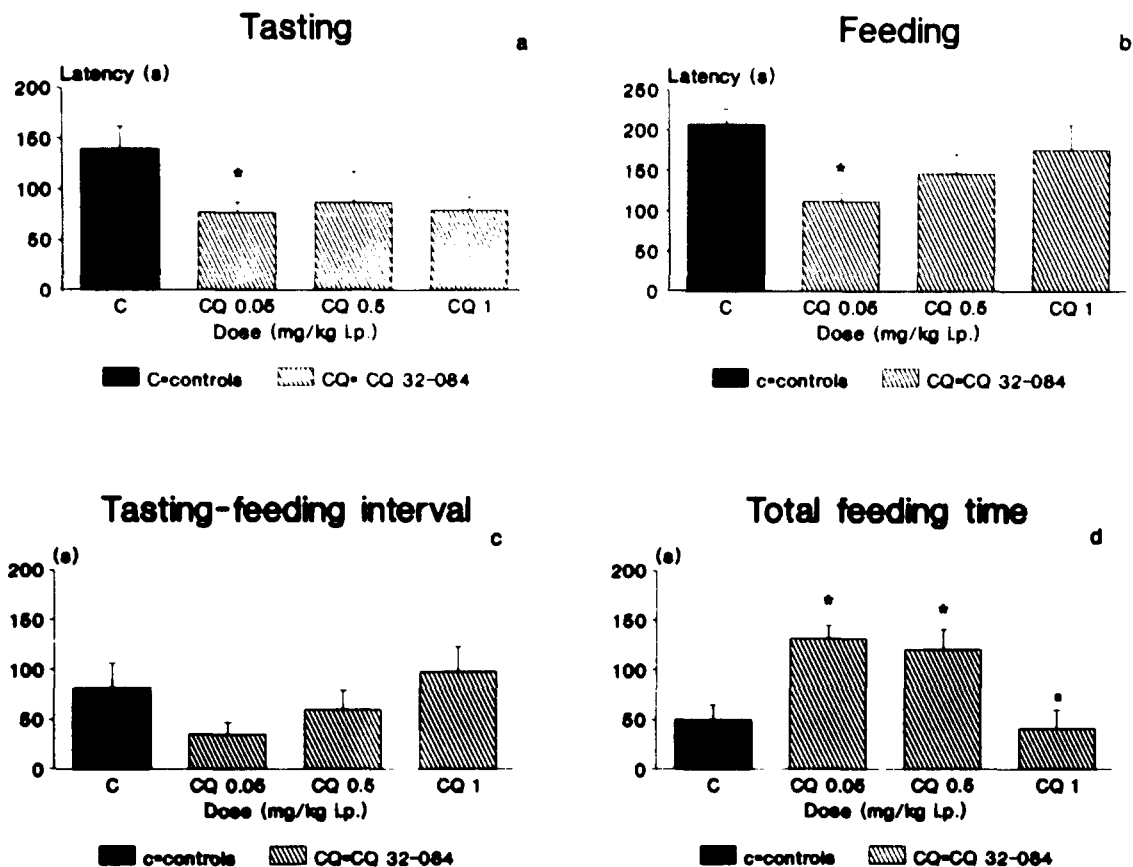 Tasting
a
Latency (s)
200
150
100
50
0
*
C CQ 0.05 CQ 0.5 CQ 1
Dose (mg/kg i.p.)
C=controls CQ= CQ 32-084
Feeding
b
Latency (s)
250
200
150
100
50
0
*
C CQ 0.05 CQ 0.5 CQ 1
Dose (mg/kg i.p.)
c=controls CQ=CQ 32-084
Tasting-feeding interval
c
(s)
200
150
100
50
0
C CQ 0.05 CQ 0.5 CQ 1
Dose (mg/kg i.p.)
c=controls CQ=CQ 32-084
Total feeding time
d
(s)
200
150
100
50
0
* *
C CQ 0.05 CQ 0.5 CQ 1
Dose (mg/kg i.p.)
c=controls CQ=CQ 32-084